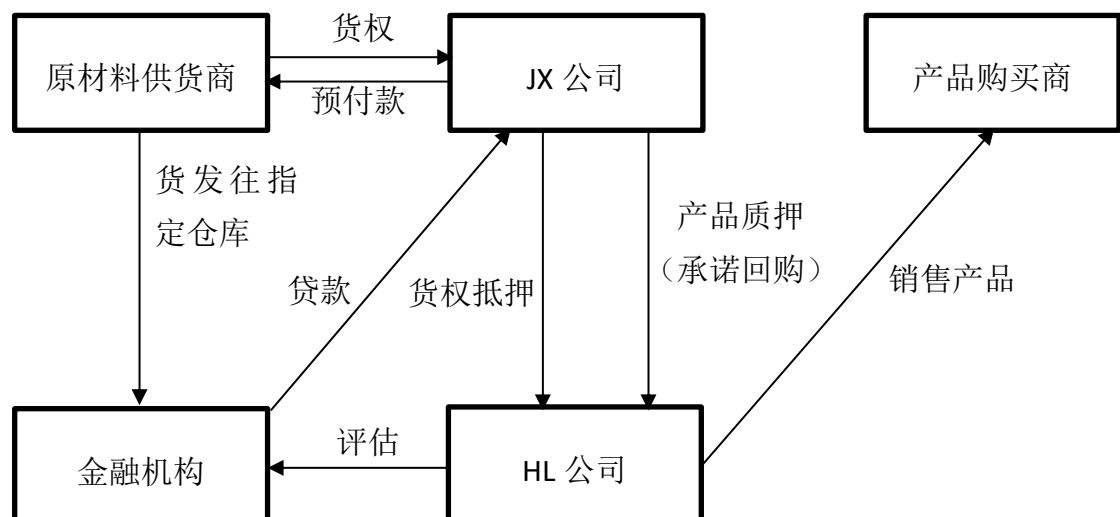 货权
原材料供货商
JX 公司
产品购买商
预付款
货发往指
定仓库
产品质押
（承诺回购）
贷款
货权抵押
销售产品
评估
金融机构
HL 公司